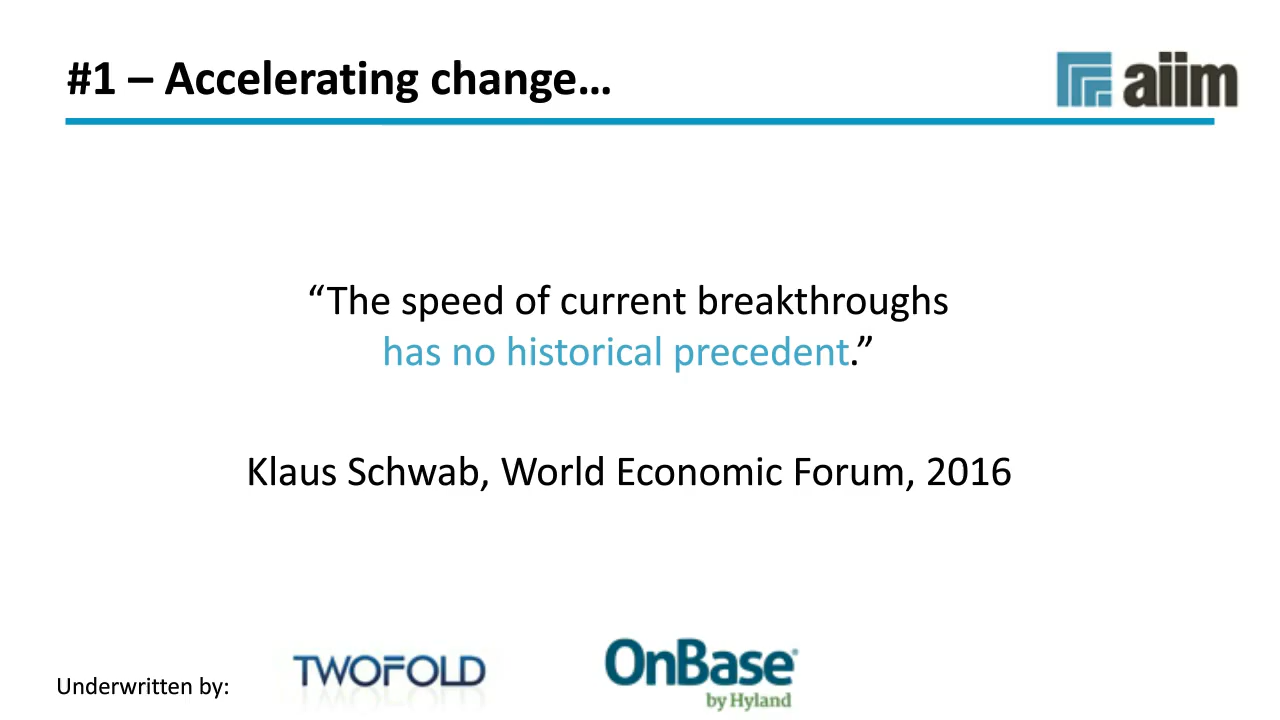 #1 – Accelerating change…
aiim
“The speed of current breakthroughs
has no historical precedent.”
Klaus Schwab, World Economic Forum, 2016
Underwritten by:
TWOFOLD
OnBase®
by Hyland